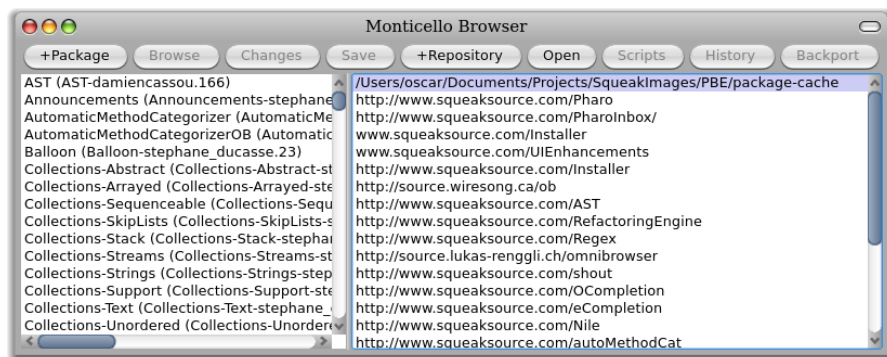 Monticello Browser
+Package Browse Changes Save +Repository Open Scripts History Backport
AST (AST-damiencassou.166)
Announcements (Announcements-stephane
AutomaticMethodCategorizer (AutomaticMe
AutomaticMethodCategorizerOB (Automatic
Balloon (Balloon-stephane_ducasse.23)
Collections-Abstract (Collections-Abstract-st
Collections-Arrayed (Collections-Arrayed-ste
Collections-Sequenceable (Collections-Sequ
Collections-SkipLists (Collections-SkipLists-s
Collections-Stack (Collections-Stack-stephar
Collections-Streams (Collections-Streams-st
Collections-Strings (Collections-Strings-step
Collections-Support (Collections-Support-ste
Collections-Text (Collections-Text-stephane_
Collections-Unordered (Collections-Unordere
/Users/oscar/Documents/Projects/SqueakImages/PBE/package-cache
http://www.squeaksource.com/Pharo
http://www.squeaksource.com/PharoInbox/
www.squeaksource.com/Installer
www.squeaksource.com/UIEnhancements
http://www.squeaksource.com/Installer
http://source.wiresong.ca/ob
http://www.squeaksource.com/AST
http://www.squeaksource.com/RefactoringEngine
http://www.squeaksource.com/Regex
http://source.lukas-renggli.ch/omnibrowser
http://www.squeaksource.com/shout
http://www.squeaksource.com/OCompletion
http://www.squeaksource.com/eCompletion
http://www.squeaksource.com/Nile
http://www.squeaksource.com/autoMethodCat